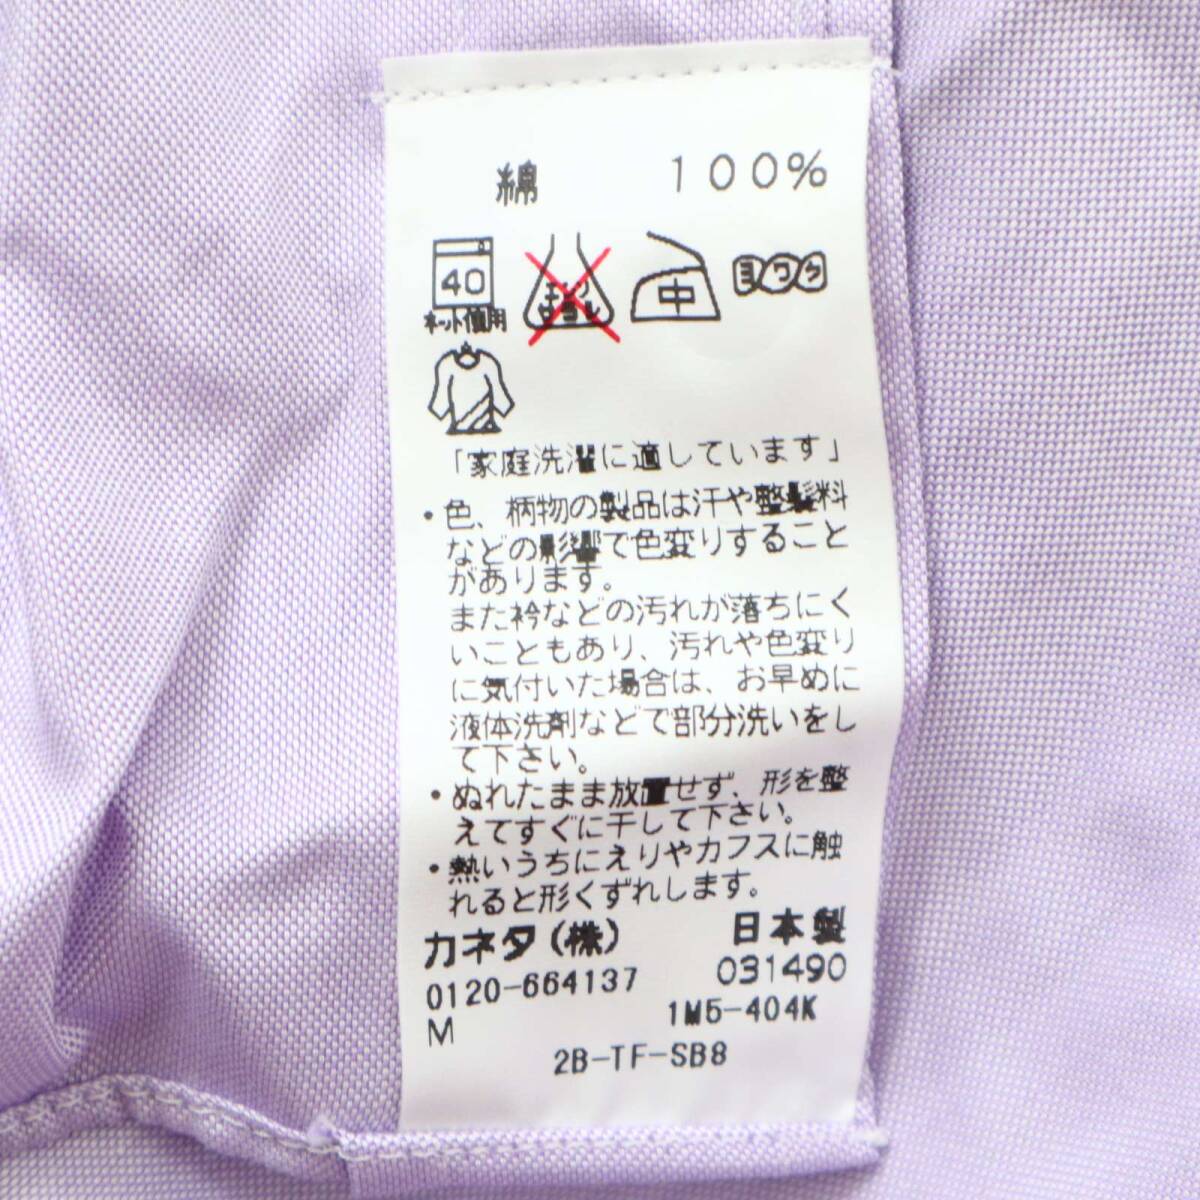 綿 100%
40
ネット使用
エンソ
サラシ
中
ヨワク
「家庭洗濯に適しています」
・色、柄物の製品は汗や整髪料
などの影響で色変りすること
があります。
また衿などの汚れが落ちにく
いこともあり、汚れや色変り
に気付いた場合は、お早めに
液体洗剤などで部分洗いをし
て下さい。
・ぬれたまま放置せず、形を整
えてすぐに干して下さい。
・熱いうちにえりやカフスに触
れると形くずれします。
カネタ(株) 日本製
0120-664137 031490
M 1M5-404K
2B-TF-SB8